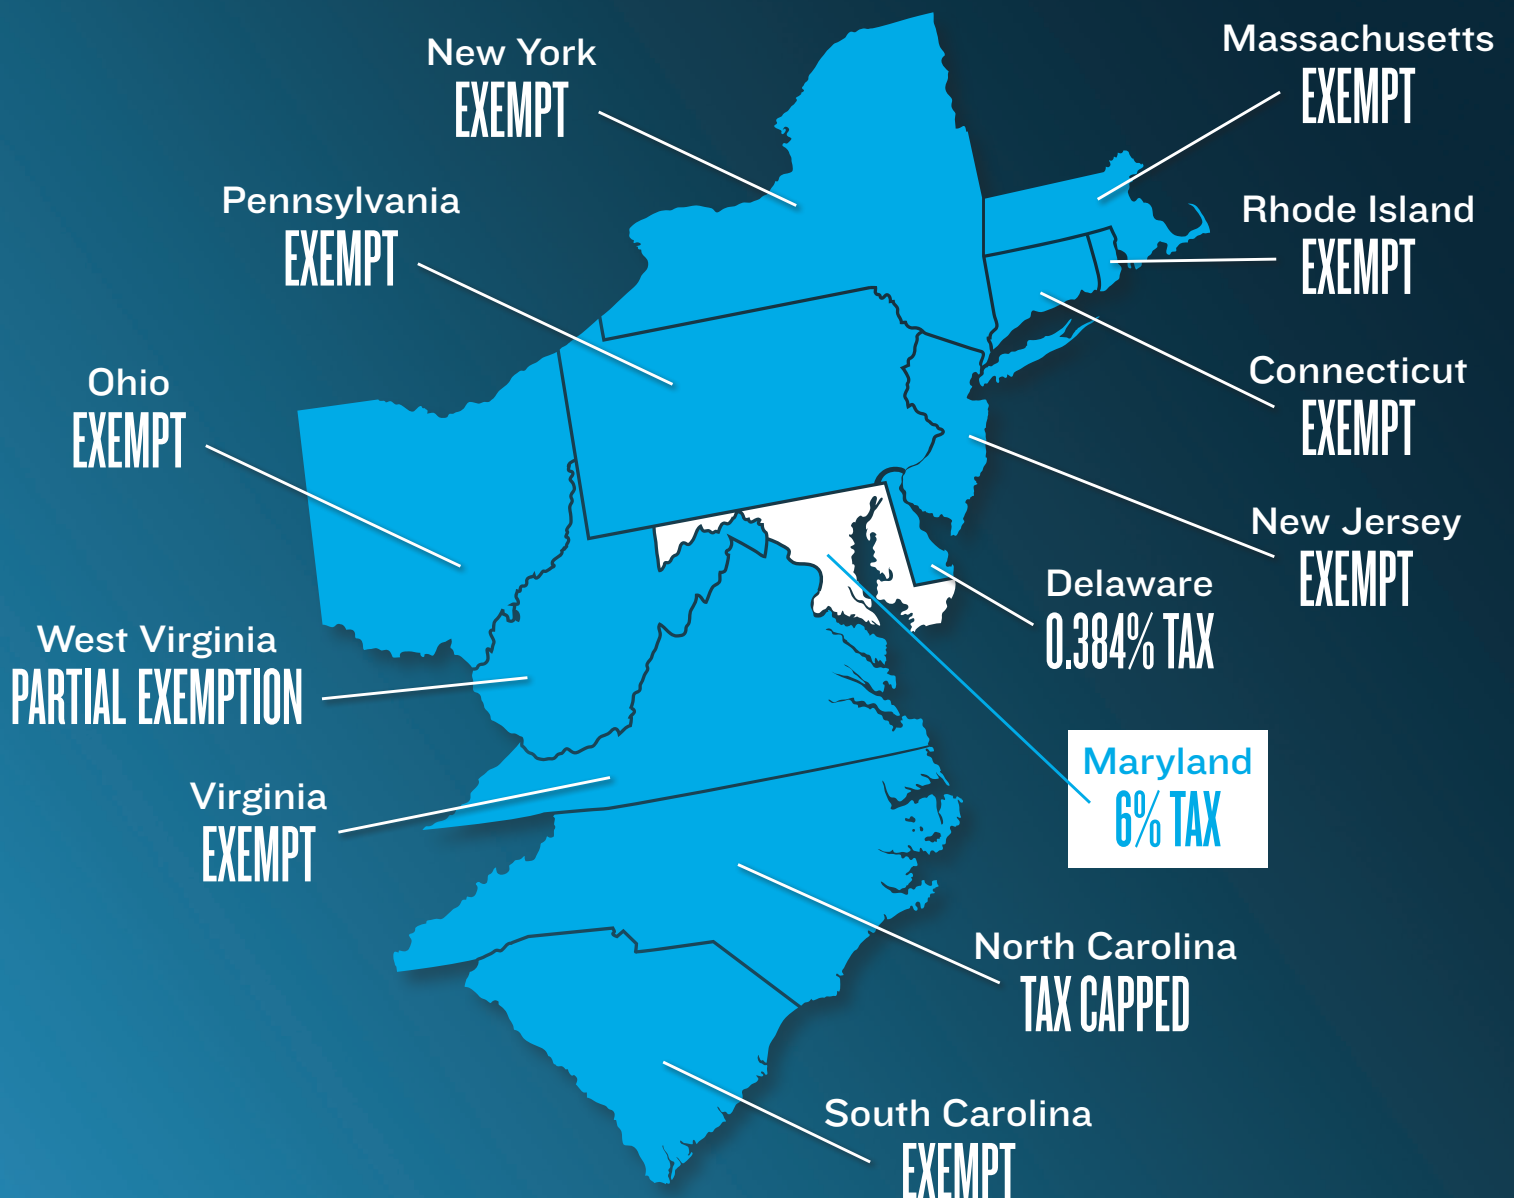 New York
EXEMPT
Massachusetts
EXEMPT
Pennsylvania
EXEMPT
Rhode Island
EXEMPT
Ohio
EXEMPT
Connecticut
EXEMPT
New Jersey
EXEMPT
Delaware
0.384% TAX
West Virginia
PARTIAL EXEMPTION
Maryland
6% TAX
Virginia
EXEMPT
North Carolina
TAX CAPPED
South Carolina
EXEMPT